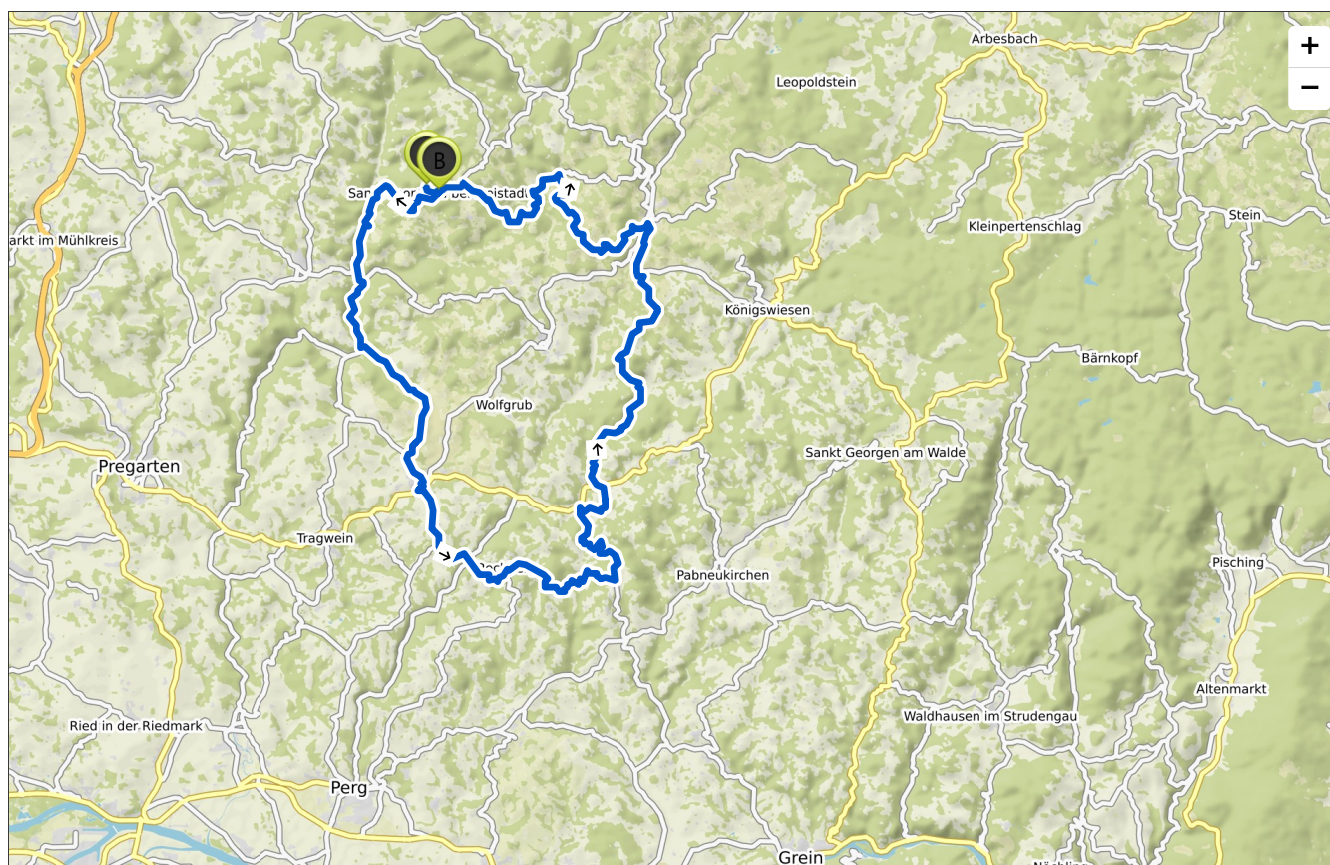 Arbesbach
+
Leopoldstein
−
B
Stein
Kleinpertenschlag
arkt im Mühlkreis
Königswiesen
Bärnkopf
Wolfgrub
Sankt Georgen am Walde
Pregarten
Tragwein
Pisching
Pabneukirchen
Altenmarkt
Waldhausen im Strudengau
Ried in der Riedmark
Perg
Grein